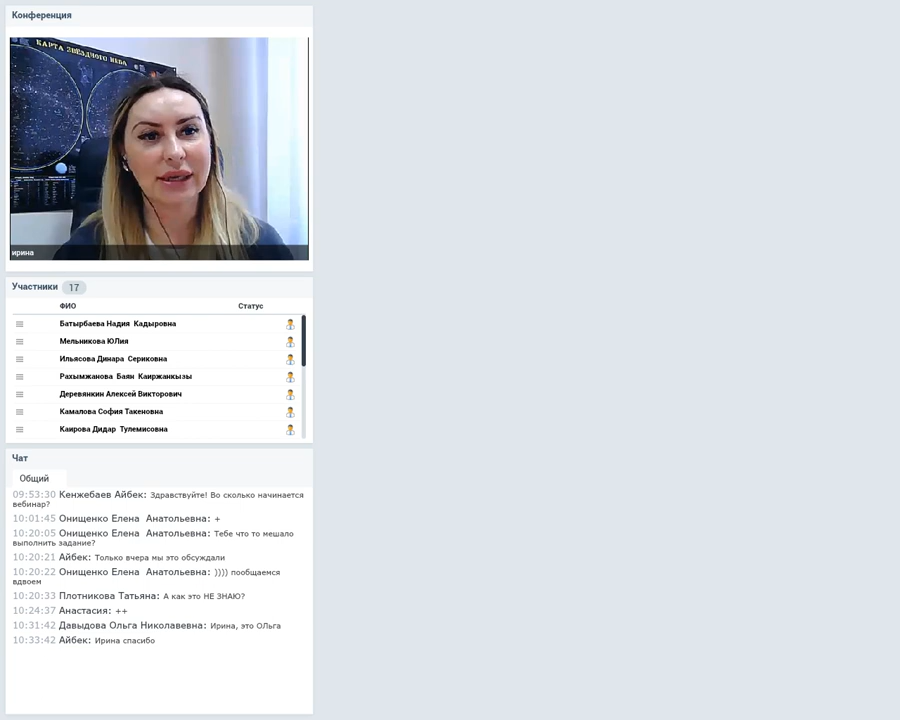 Конференция
КАРТА ЗВЁЗДНОГО НЕБА
ирина
Участники 17
ФИО Статус
Батырбаева Надия Кадыровна
Мельникова ЮЛия
Ильясова Динара Сериковна
Рахымжанова Баян Каиржанкызы
Деревянкин Алексей Викторович
Камалова София Такеновна
Каирова Дидар Тулемисовна
Чат
Общий
09:53:30 Кенжебаев Айбек: Здравствуйте! Во сколько начинается
вебинар?
10:01:45 Онищенко Елена Анатольевна: +
10:20:05 Онищенко Елена Анатольевна: Тебе что то мешало
выполнить задание?
10:20:21 Айбек: Только вчера мы это обсуждали
10:20:22 Онищенко Елена Анатольевна: )))) пообщаемся
вдвоем
10:20:33 Плотникова Татьяна: А как это НЕ ЗНАЮ?
10:24:37 Анастасия: ++
10:31:42 Давыдова Ольга Николаевна: Ирина, это ОЛьга
10:33:42 Айбек: Ирина спасибо